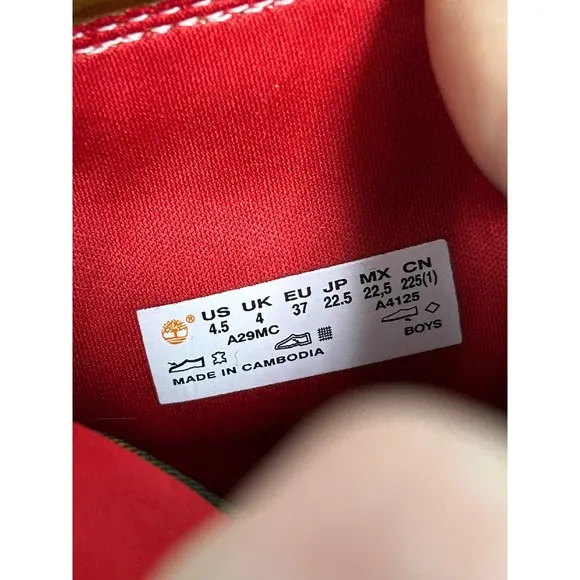 ® US UK EU JP MX CN
4.5 4 37 22.5 22,5 225(1)
A29MC A4125
BOYS
MADE IN CAMBODIA